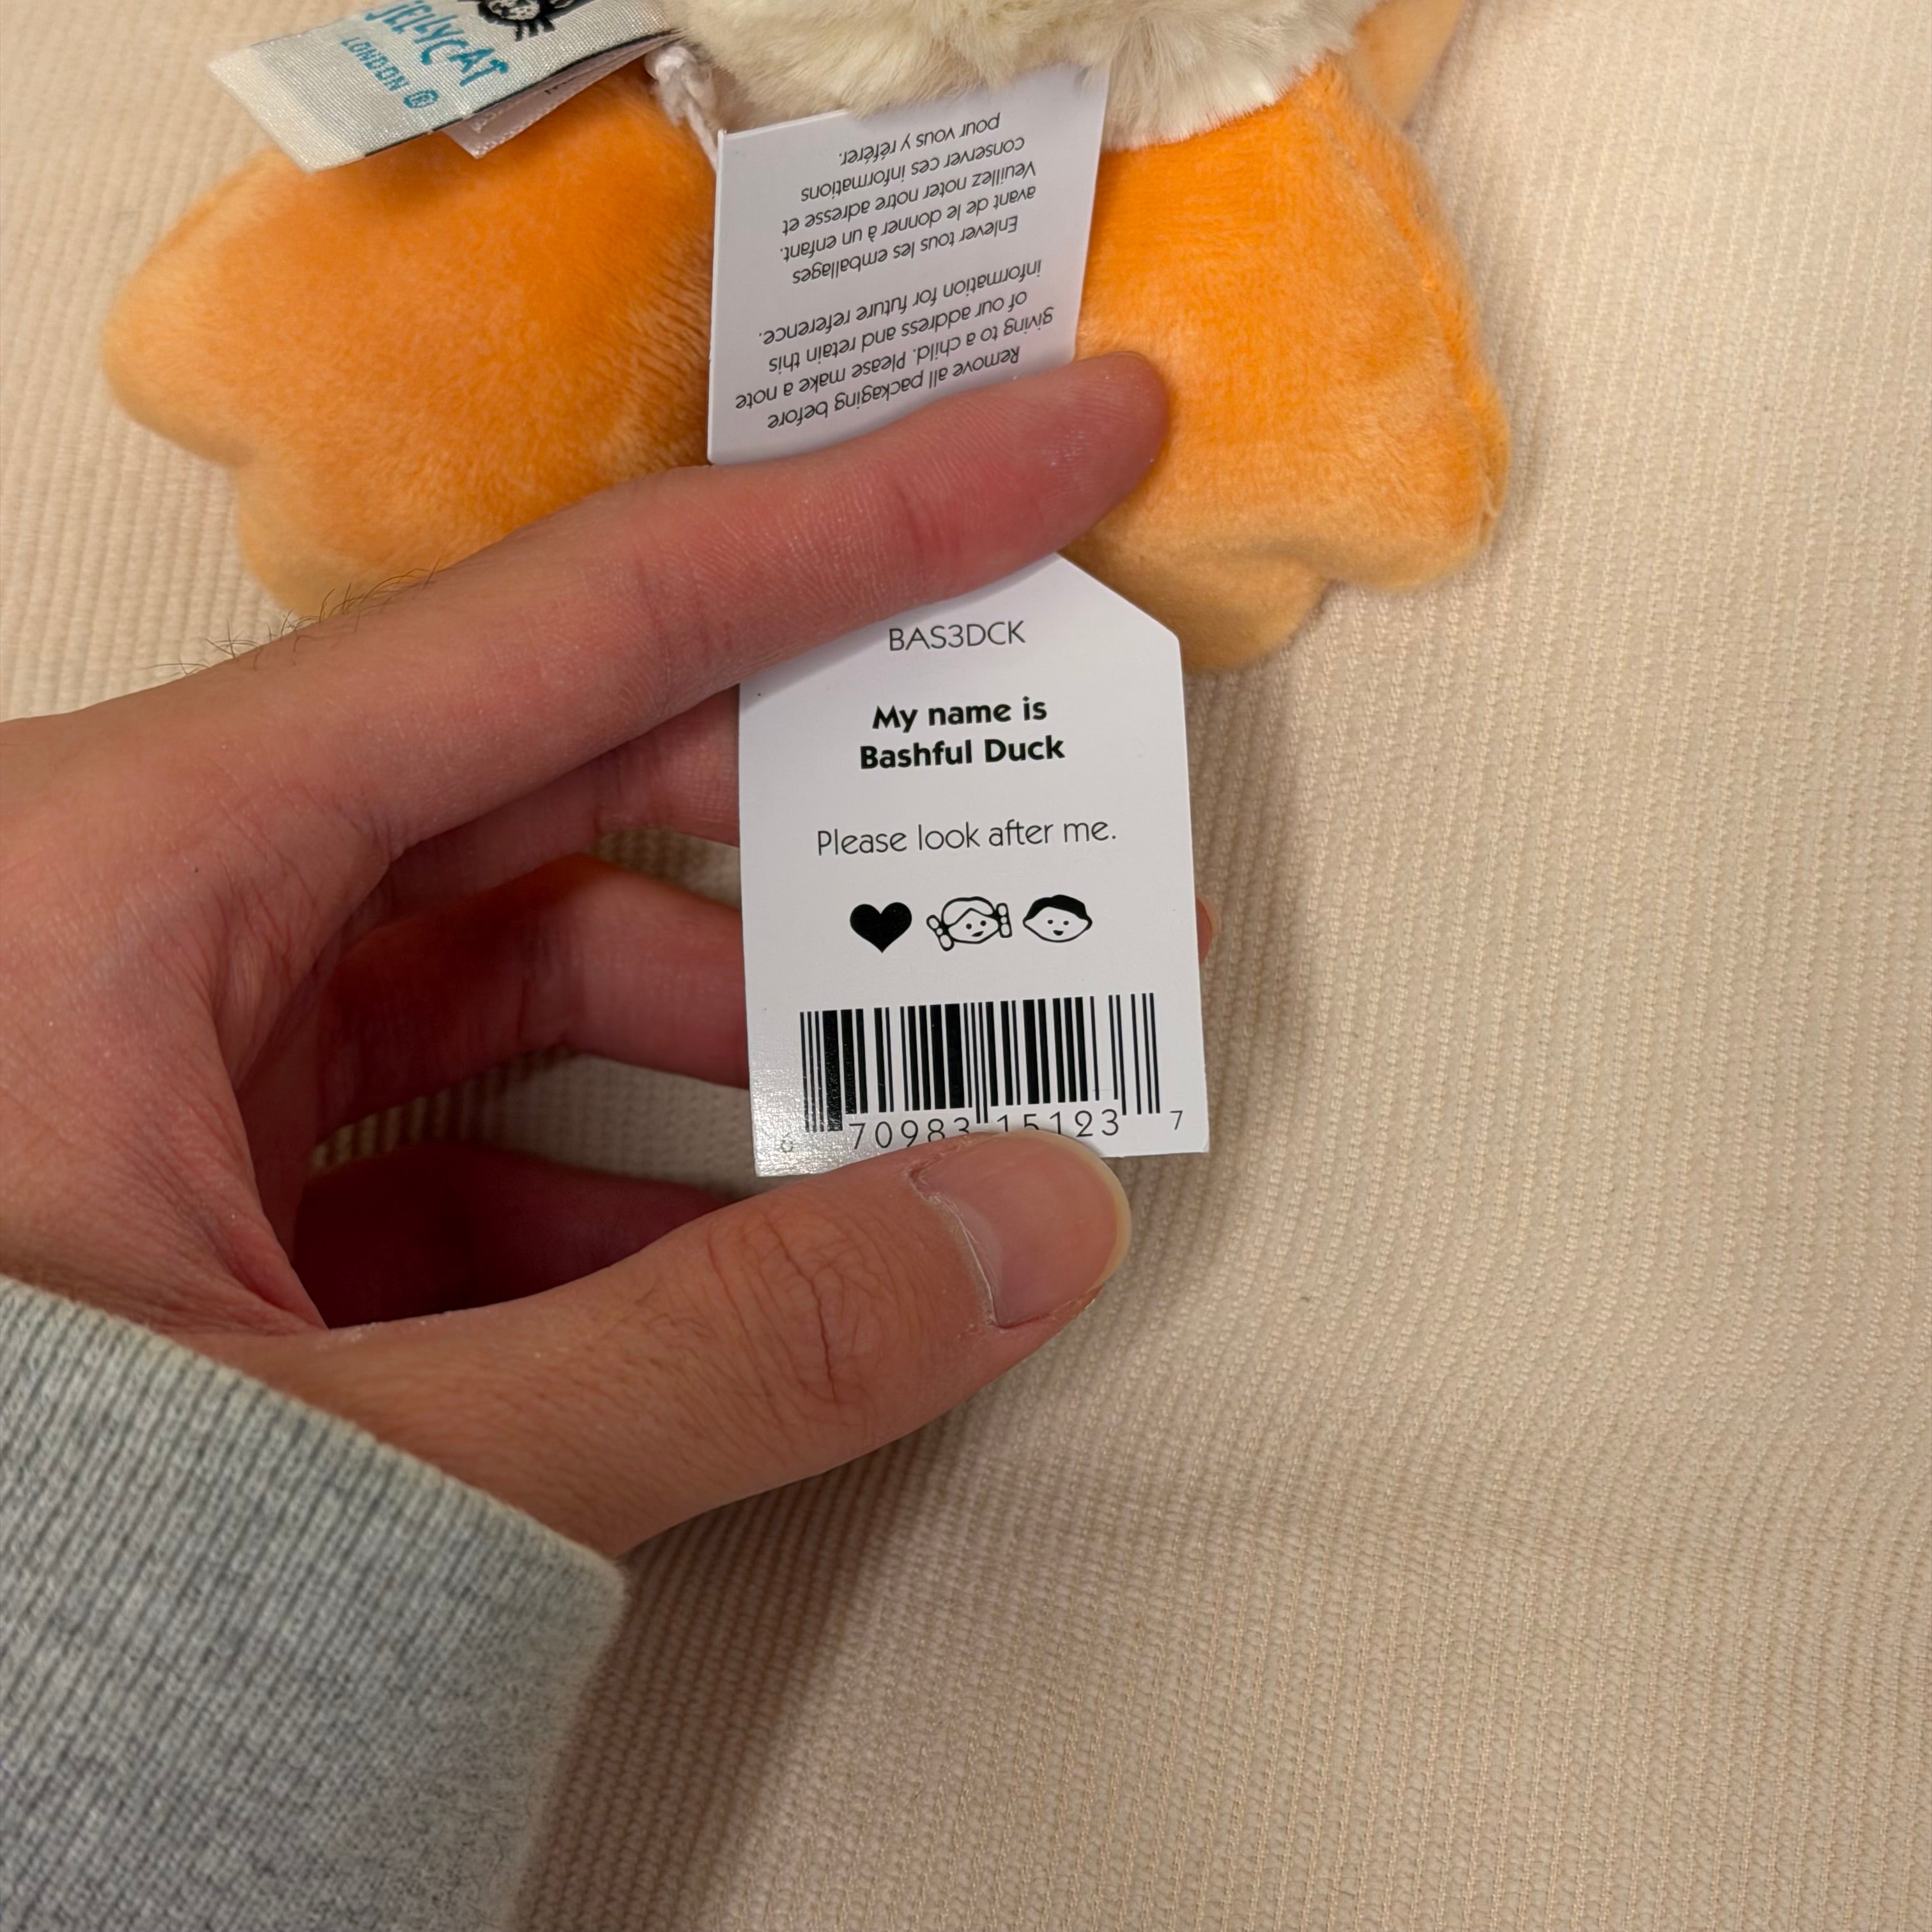 JELLYCAT
LONDON ®
Remove all packaging before
giving to a child. Please make a note
of our address and retain this
information for future reference.
Enlever tous les emballages
avant de le donner à un enfant.
Veuillez noter notre adresse et
conserver ces informations
pour vous y référer.
BAS3DCK
My name is
Bashful Duck
Please look after me.
6 70983 15123 7